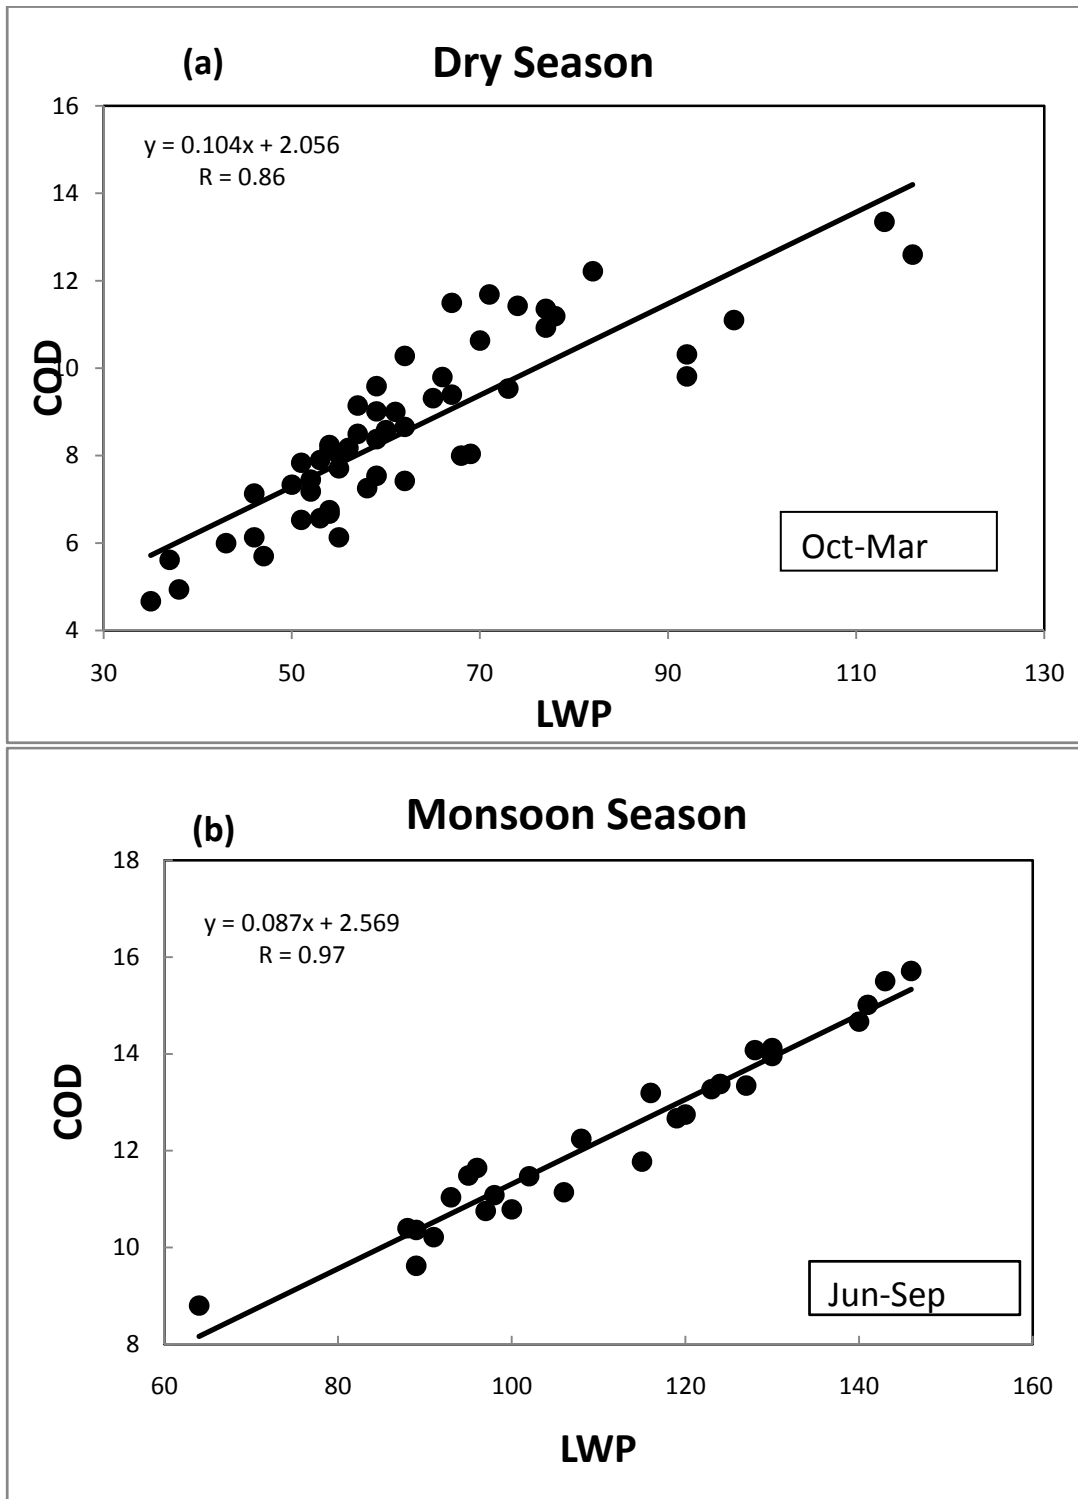 (a)
Dry Season
16
y = 0.104x + 2.056
R = 0.86
14
12
10
COD
8
6
Oct-Mar
4
30 50 70 90 110 130
LWP
(b)
Monsoon Season
18
y = 0.087x + 2.569
R = 0.97
16
14
COD
12
10
Jun-Sep
8
60 80 100 120 140 160
LWP